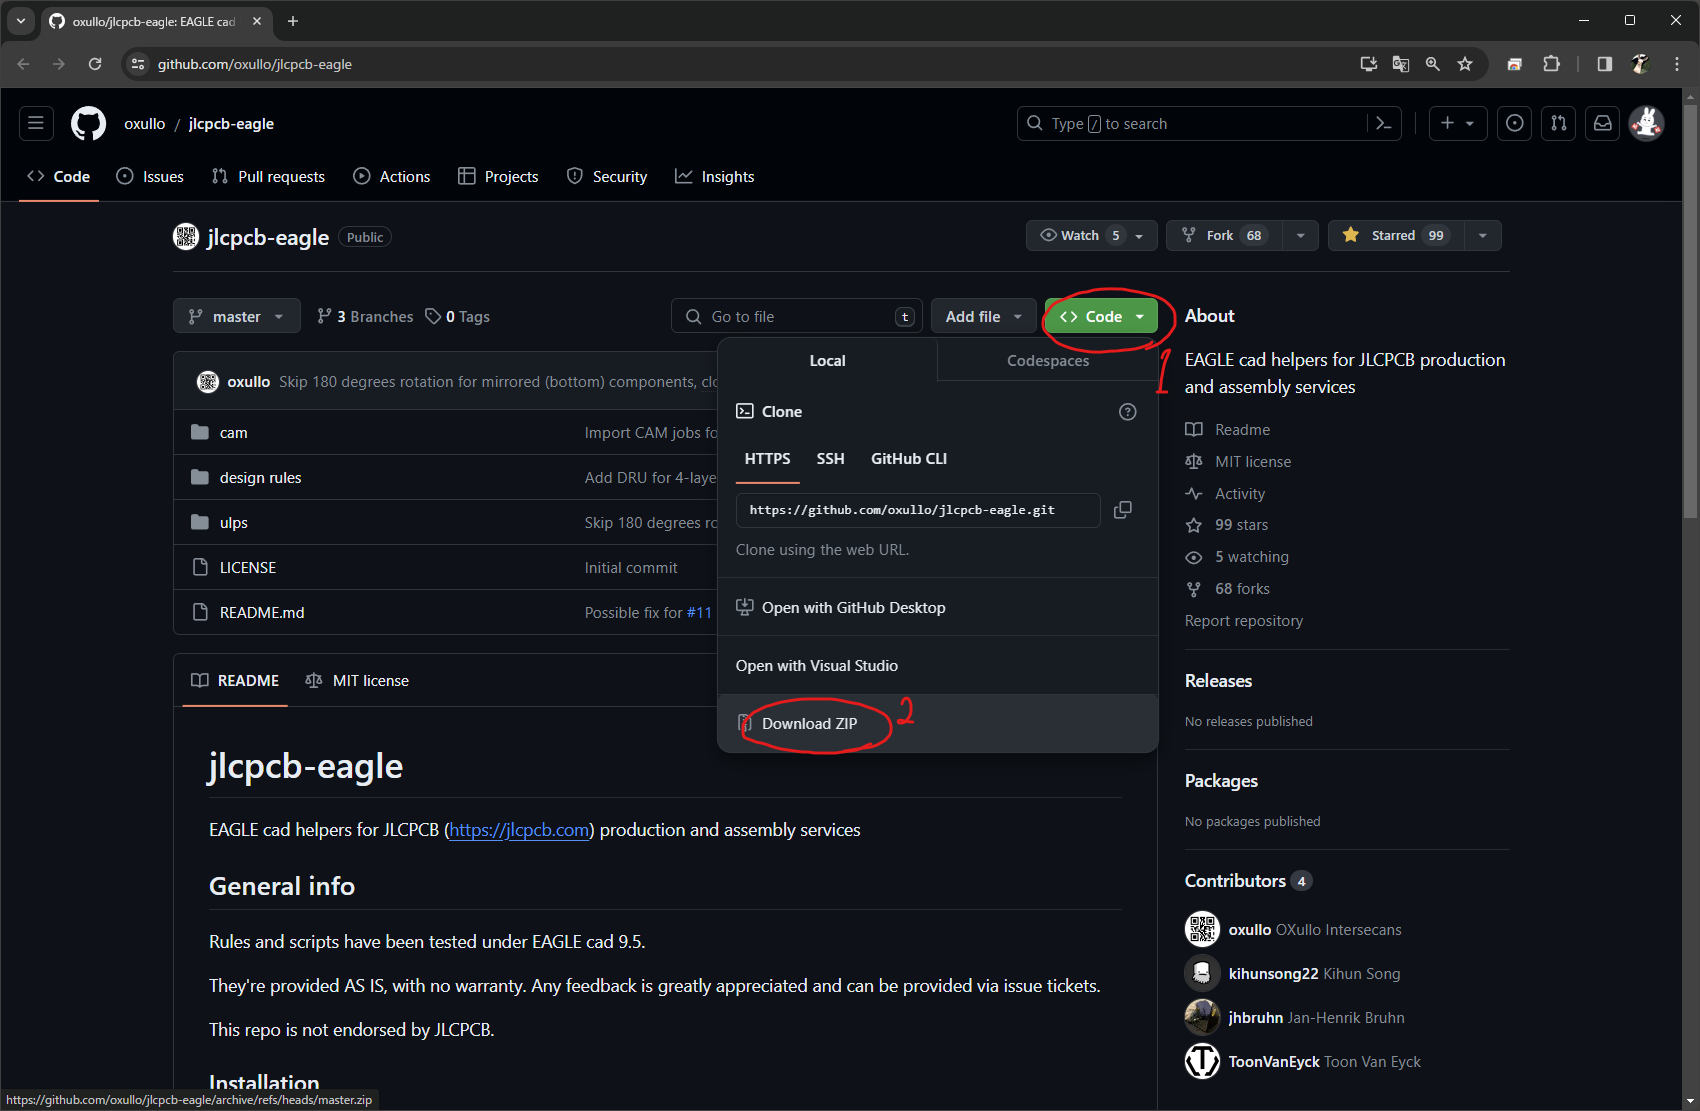 oxullo/jlcpcb-eagle: EAGLE cad
github.com/oxullo/jlcpcb-eagle
oxullo / jlcpcb-eagle
Type / to search
Code
Issues
Pull requests
Actions
Projects
Security
Insights
jlcpcb-eagle
Public
Watch 5
Fork 68
Starred 99
master
3 Branches
0 Tags
Go to file
t
Add file
<> Code
1
Local
Codespaces
Clone
HTTPS
SSH
GitHub CLI
https://github.com/oxullo/jlcpcb-eagle.git
Clone using the web URL.
Open with GitHub Desktop
Open with Visual Studio
Download ZIP
2
oxullo Skip 180 degrees rotation for mirrored (bottom) components, clo
cam Import CAM jobs fo
design rules Add DRU for 4-laye
ulps Skip 180 degrees ro
LICENSE Initial commit
README.md Possible fix for #11
README
MIT license
jlcpcb-eagle
EAGLE cad helpers for JLCPCB (https://jlcpcb.com) production and assembly services
General info
Rules and scripts have been tested under EAGLE cad 9.5.
They're provided AS IS, with no warranty. Any feedback is greatly appreciated and can be provided via issue tickets.
This repo is not endorsed by JLCPCB.
Installation
About
EAGLE cad helpers for JLCPCB production
and assembly services
Readme
MIT license
Activity
99 stars
5 watching
68 forks
Report repository
Releases
No releases published
Packages
No packages published
Contributors 4
oxullo OXullo Intersecans
kihunsong22 Kihun Song
jhbruhn Jan-Henrik Bruhn
ToonVanEyck Toon Van Eyck
https://github.com/oxullo/jlcpcb-eagle/archive/refs/heads/master.zip